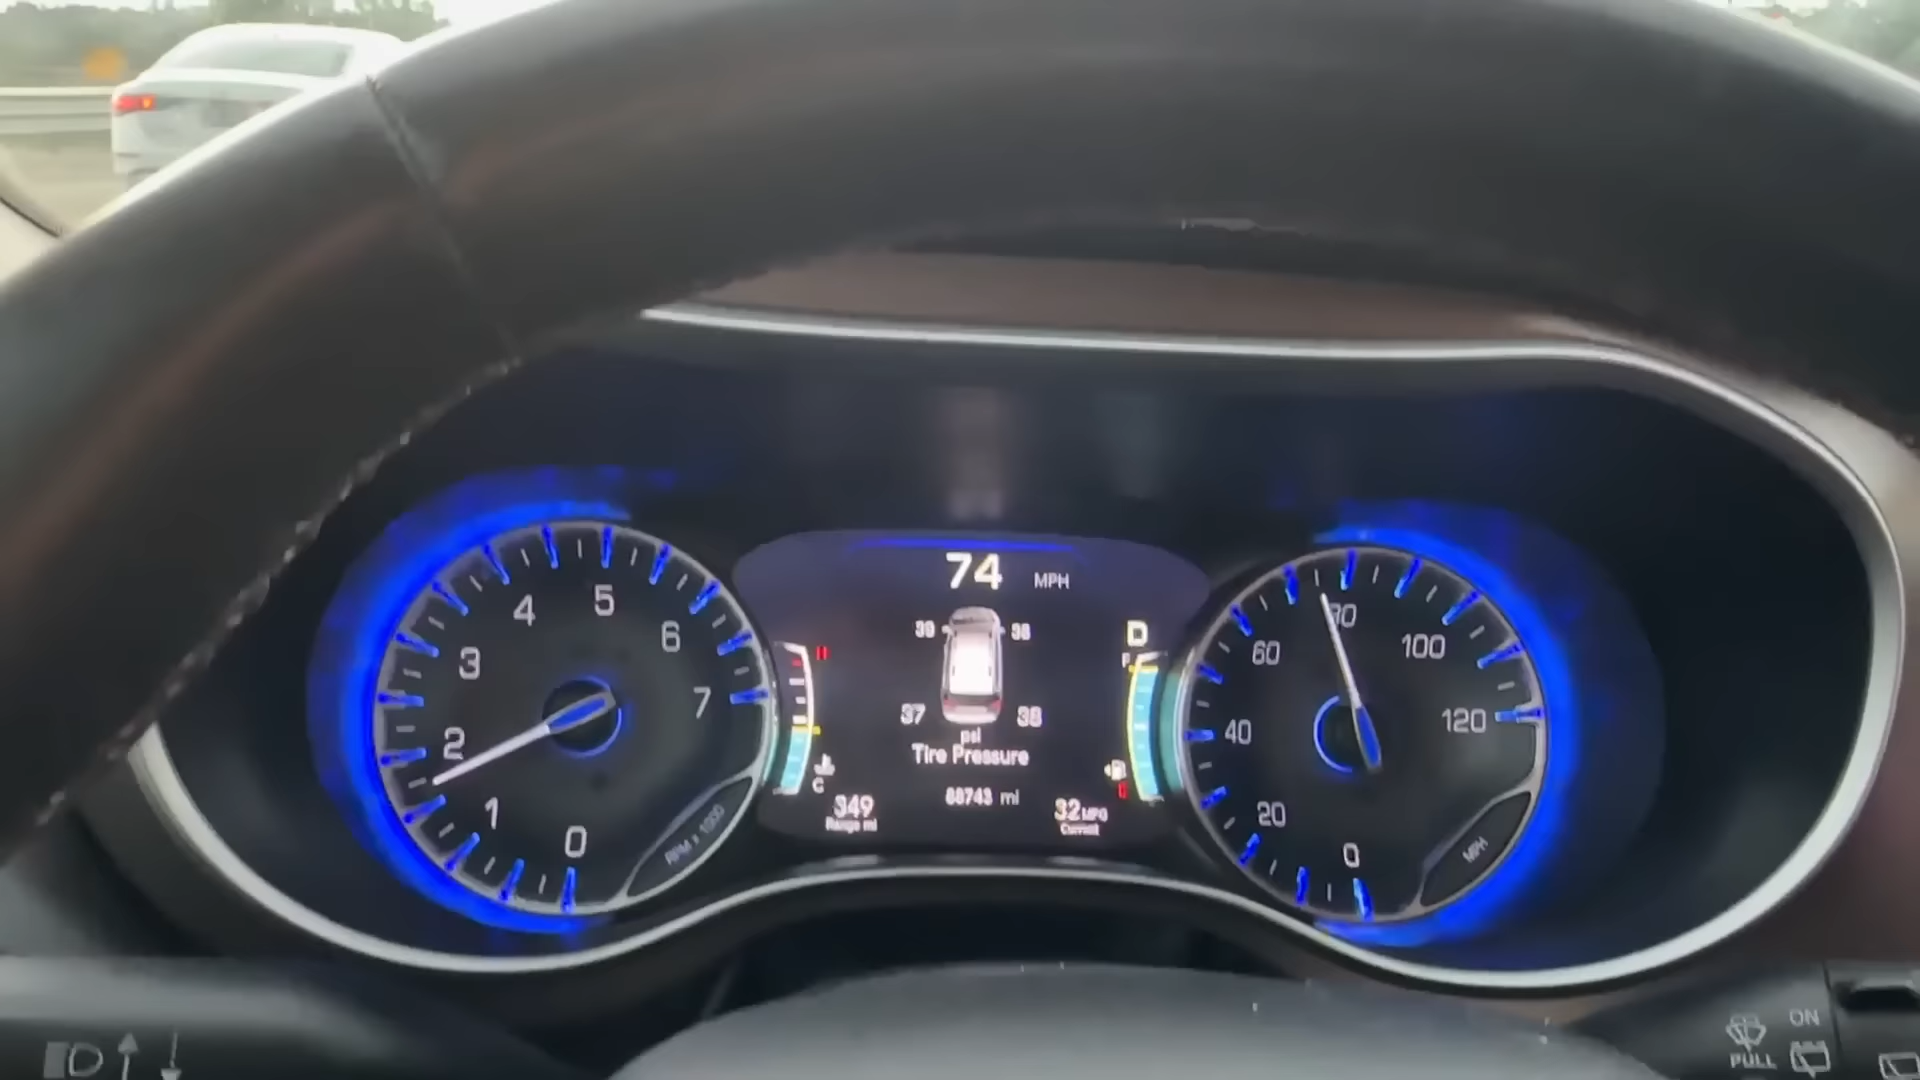 74 MPH
39 38
37 38
psi
Tire Pressure
349
Range mi
mi
32 MPG
Current
D
F
H
C
0
1
2
3
4
5
6
7
RPM x 1000
0
20
40
60
80
100
120
MPH
ON
PULL